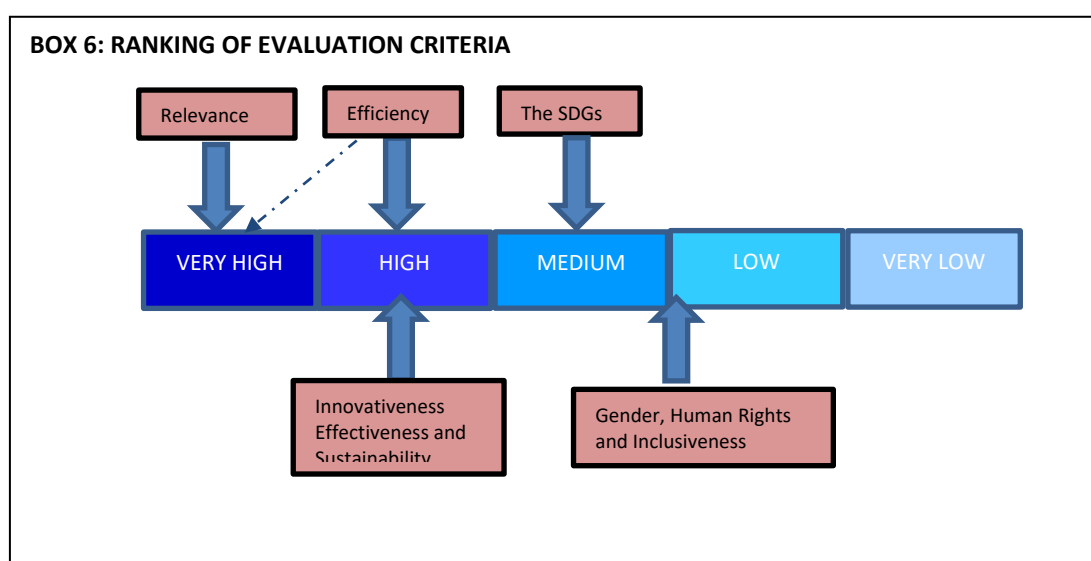 BOX 6: RANKING OF EVALUATION CRITERIA
Relevance
Efficiency
The SDGs
VERY HIGH
HIGH
MEDIUM
LOW
VERY LOW
Innovativeness
Effectiveness and
Sustainability
Gender, Human Rights
and Inclusiveness